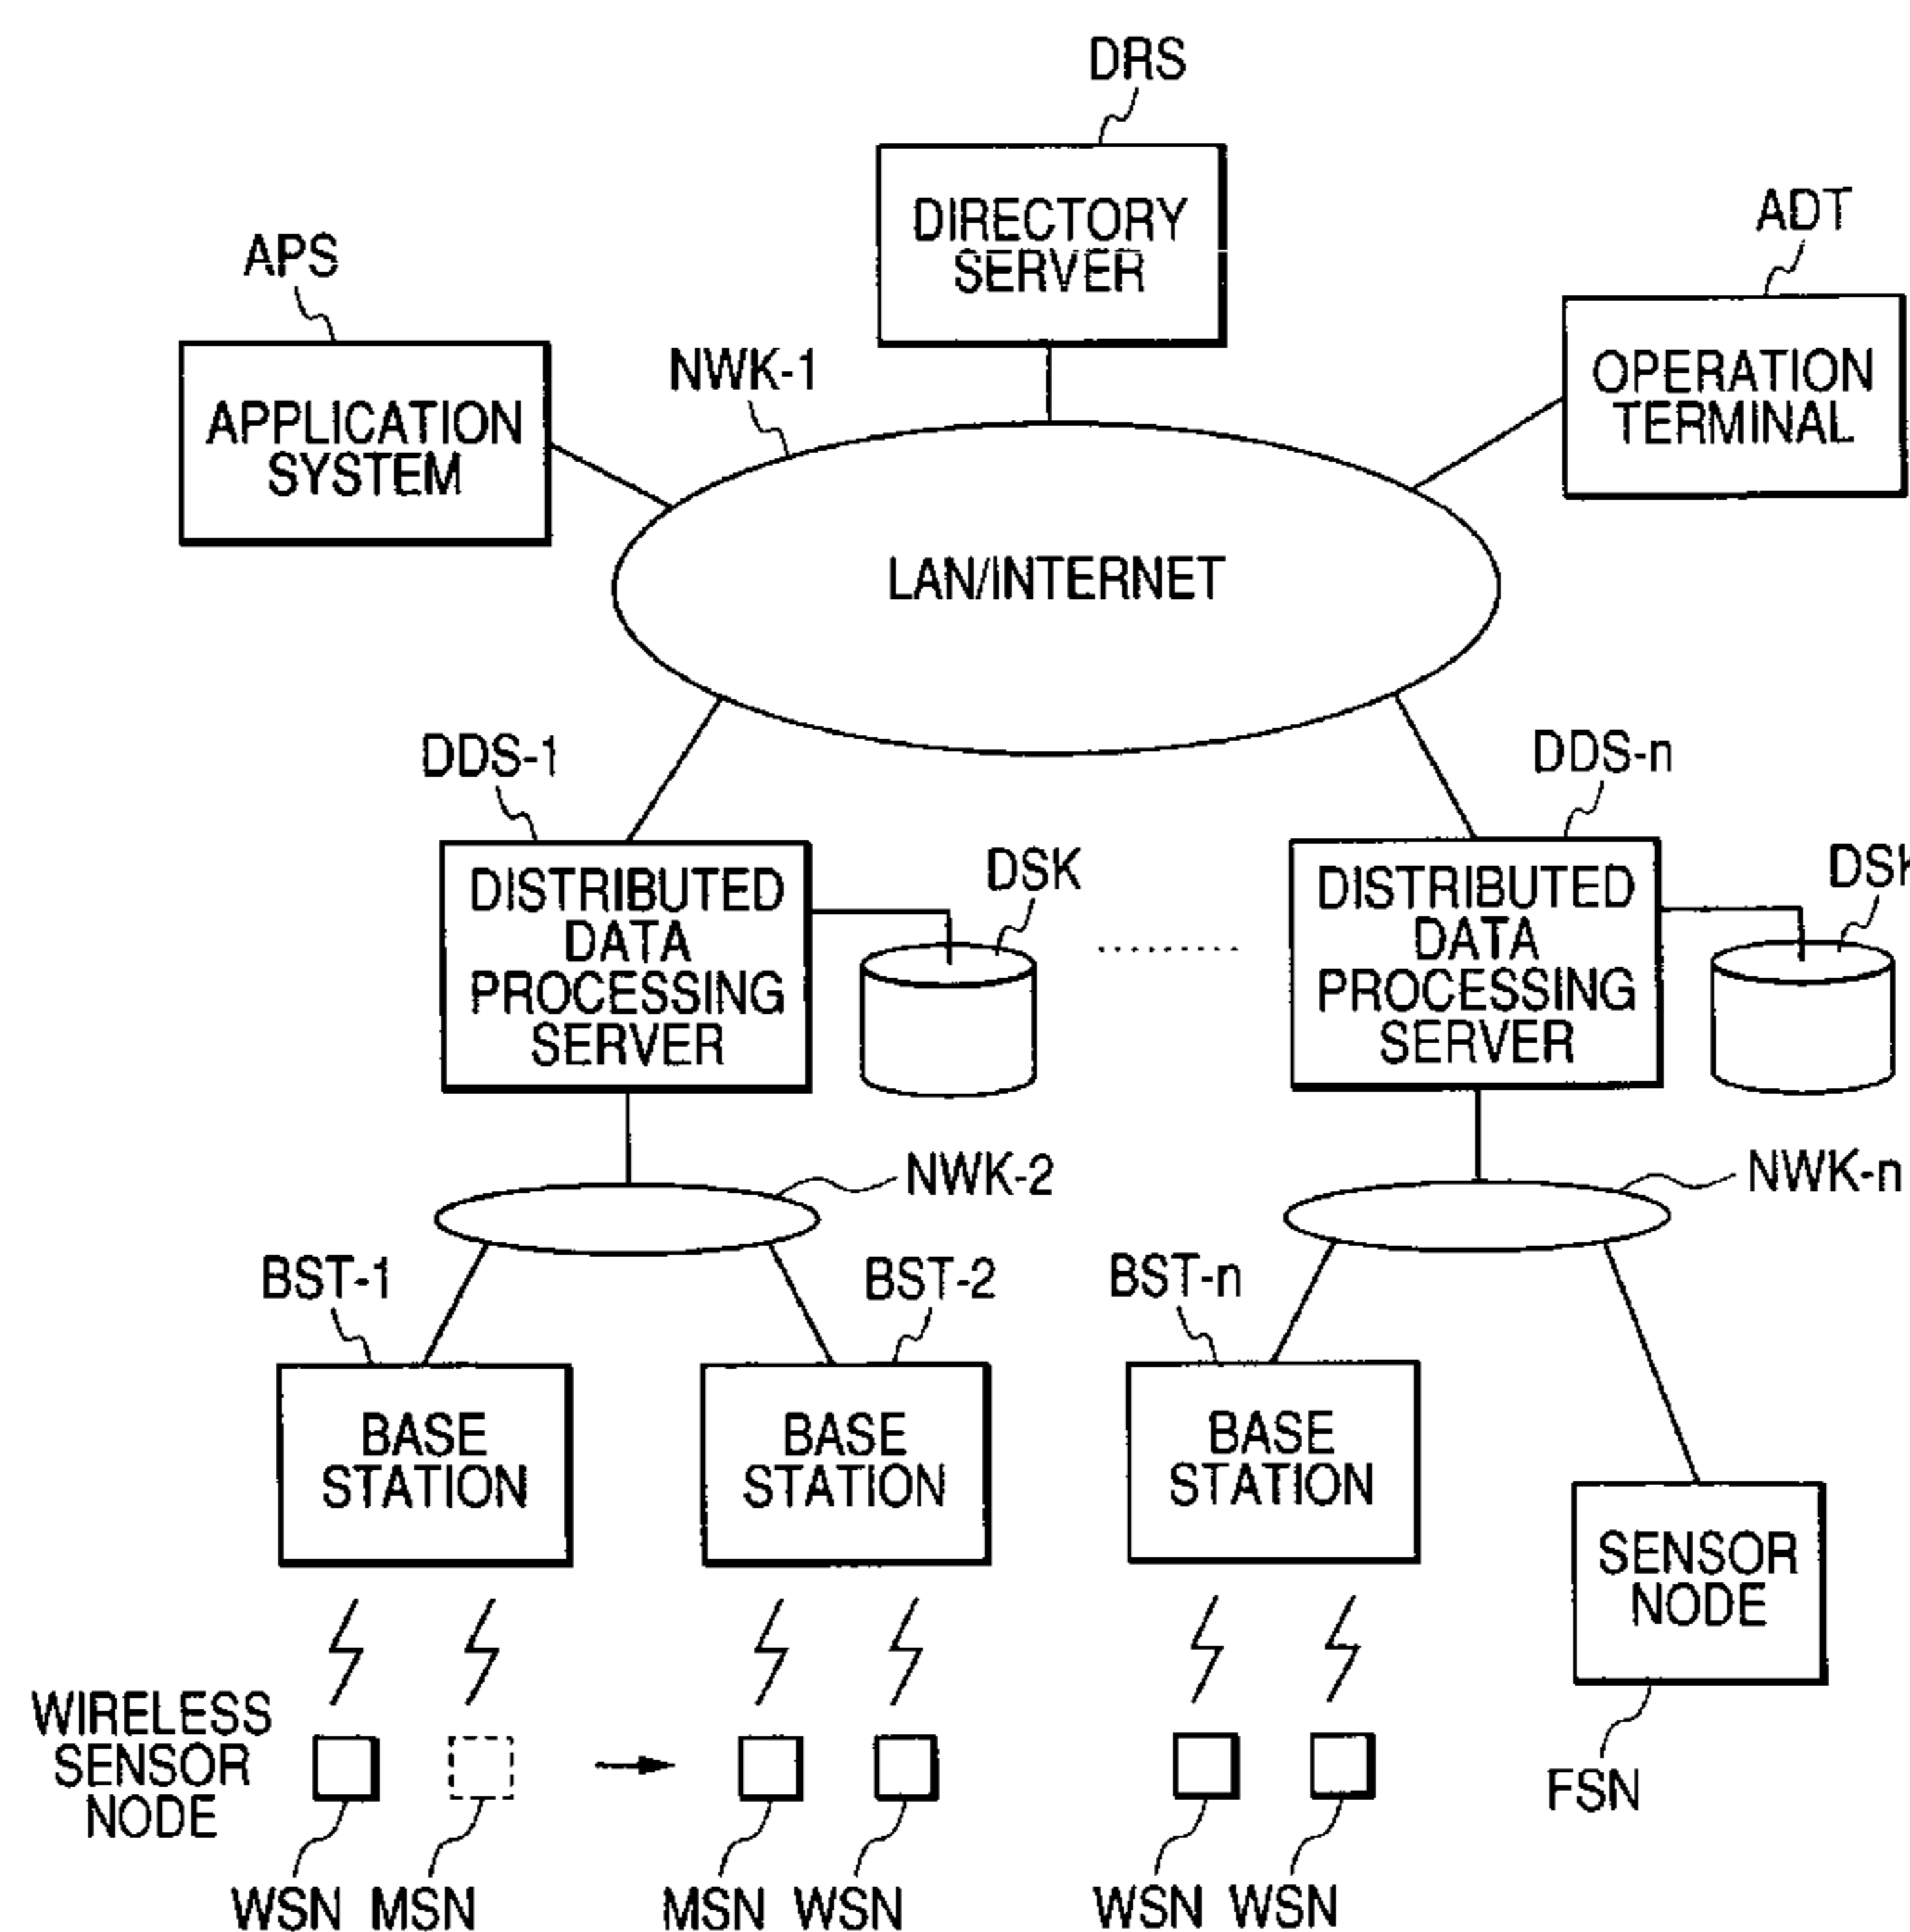 DRS
DIRECTORY
SERVER
ADT
OPERATION
TERMINAL
APS
APPLICATION
SYSTEM
NWK-1
LAN/INTERNET
DDS-1
DISTRIBUTED
DATA
PROCESSING
SERVER
DSK
DDS-n
DISTRIBUTED
DATA
PROCESSING
SERVER
DSK
NWK-2
NWK-n
BST-1
BASE
STATION
BST-2
BASE
STATION
BST-n
BASE
STATION
SENSOR
NODE
FSN
WIRELESS
SENSOR
NODE
WSN
MSN
MSN
WSN
WSN
WSN